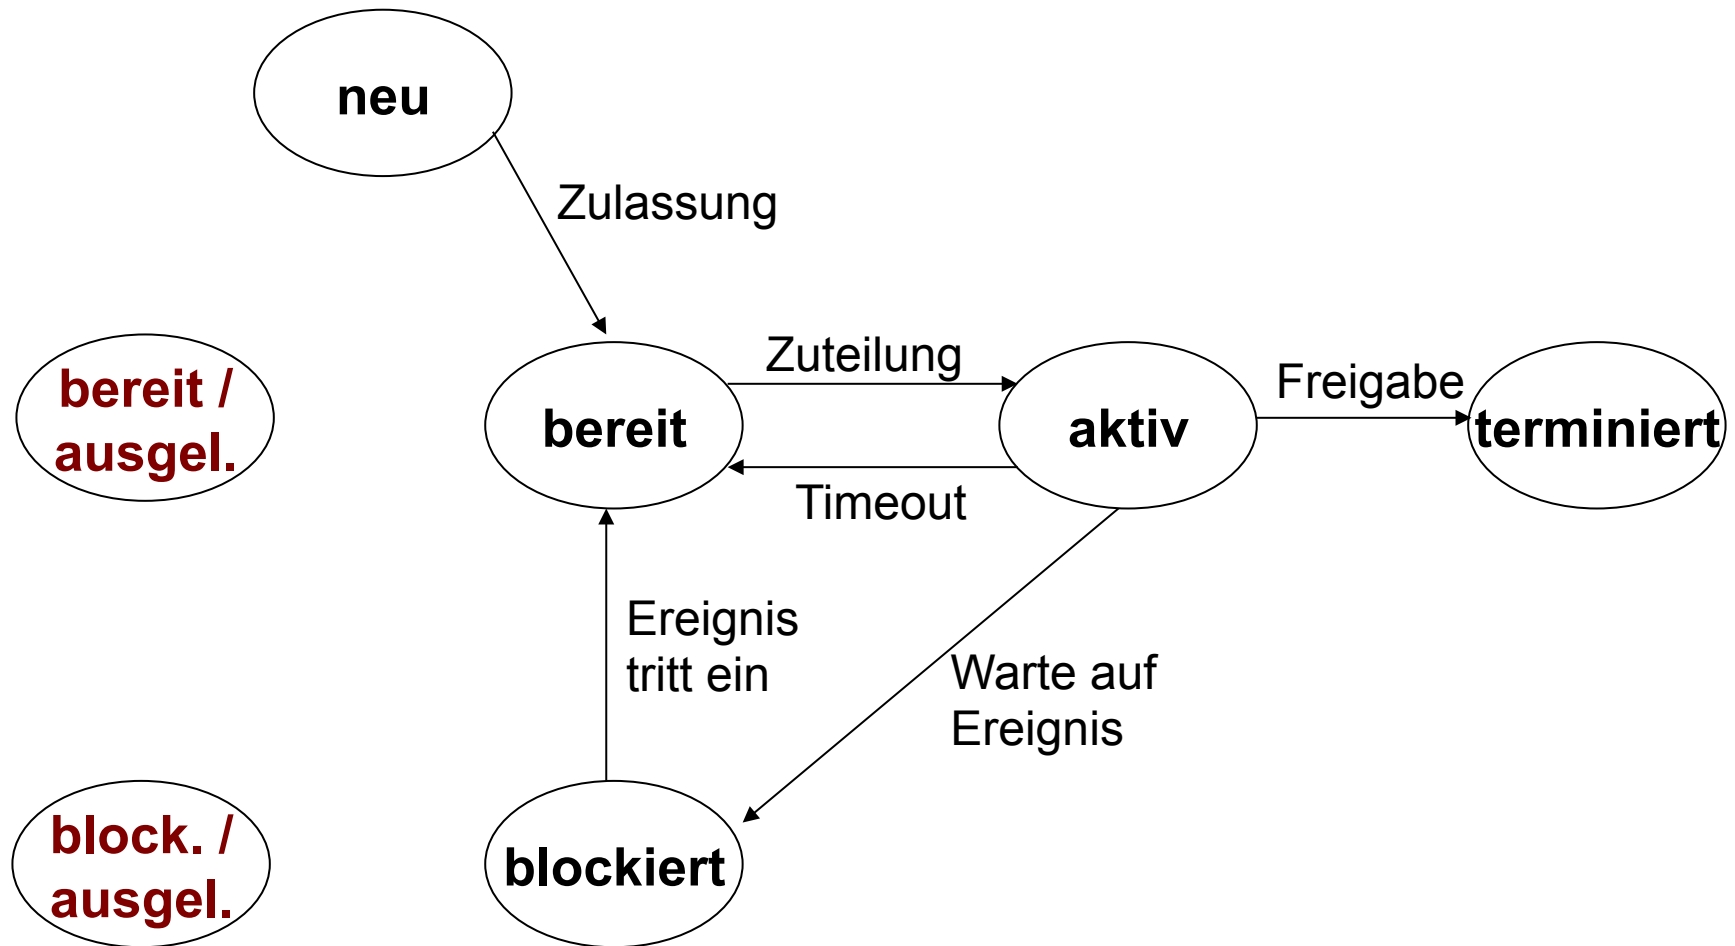 neu
Zulassung
bereit /
ausgel.
bereit
Zuteilung
Timeout
aktiv
Freigabe
terminiert
Ereignis
tritt ein
Warte auf
Ereignis
block. /
ausgel.
blockiert